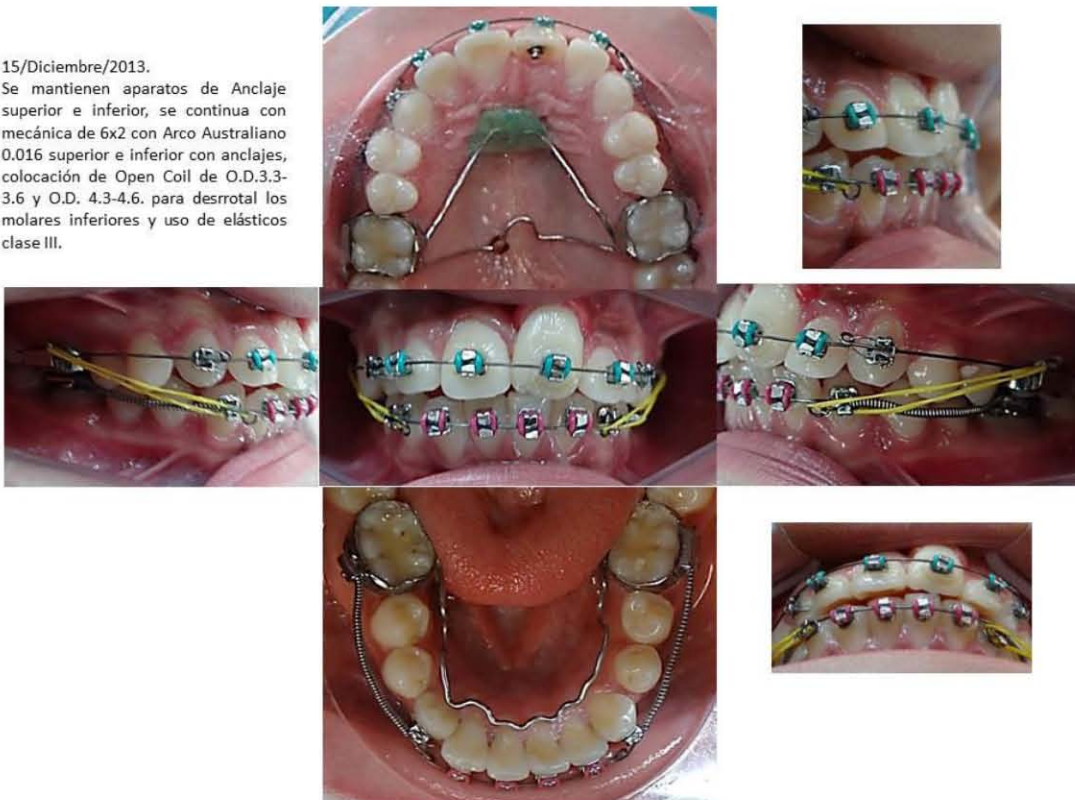 15/Diciembre/2013.
Se mantienen aparatos de Anclaje
superior e inferior, se continua con
mecánica de 6x2 con Arco Australiano
0.016 superior e inferior con anclajes,
colocación de Open Coil de O.D.3.3-
3.6 y O.D. 4.3-4.6. para desrrotal los
molares inferiores y uso de elásticos
clase III.